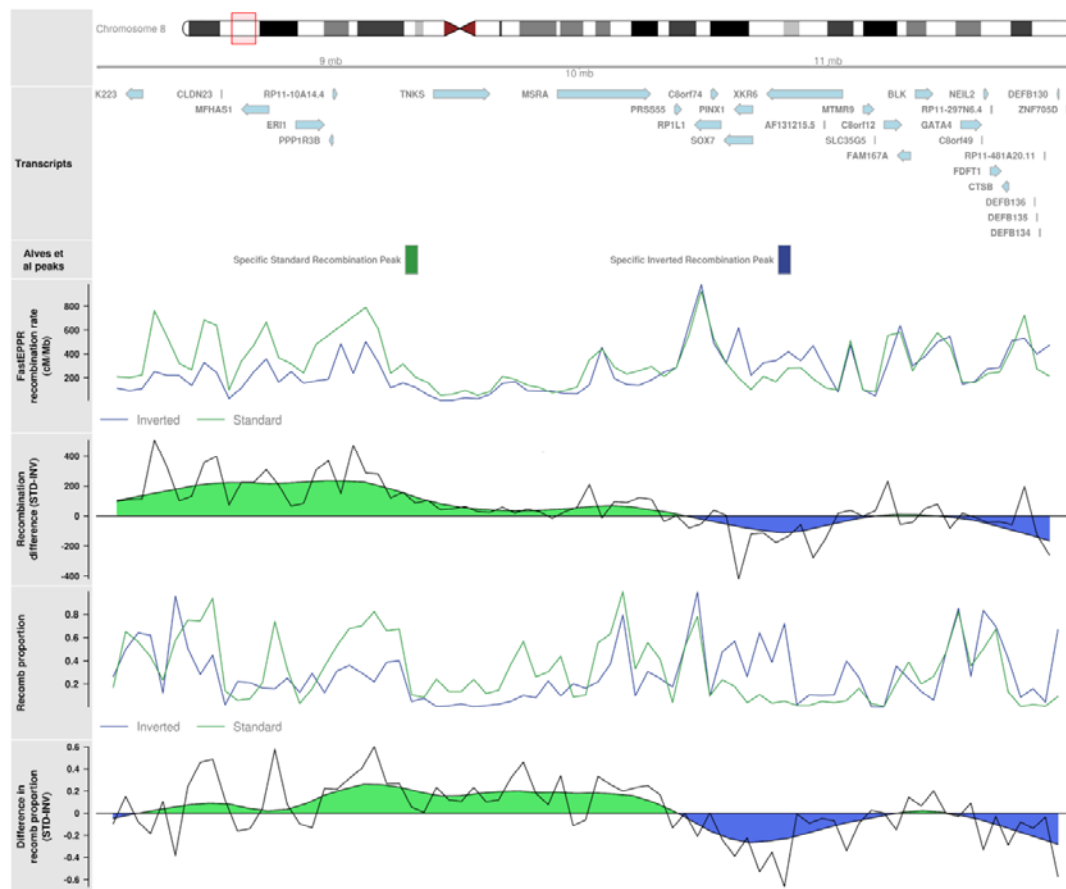 Chromosome 8
9 mb
10 mb
11 mb
Transcripts
K223 CLDN23 RP11-10A14.4 TNKS MSRA C8orf74 XKR6 BLK NEIL2 DEFB130
MFHAS1 PRSS55 PINX1 MTMR9 RP11-297N6.4 ZNF705D
ERI1 RP1L1 AF131215.5 C8orf12 GATA4
PPP1R3B SOX7 SLC35G5 C8orf49
FAM167A RP11-481A20.11
FDFT1
CTSB
DEFB136
DEFB135
DEFB134
Alves et
al peaks
Specific Standard Recombination Peak Specific Inverted Recombination Peak
FastEPPR
recombination rate
(cM/Mb)
800
600
400
200
Inverted Standard
Recombination
difference (STD-INV)
400
200
0
-200
-400
Recomb proportion
0.8
0.6
0.4
0.2
Inverted Standard
Difference in
recomb proportion
(STD-INV)
0.6
0.4
0.2
0
-0.2
-0.4
-0.6